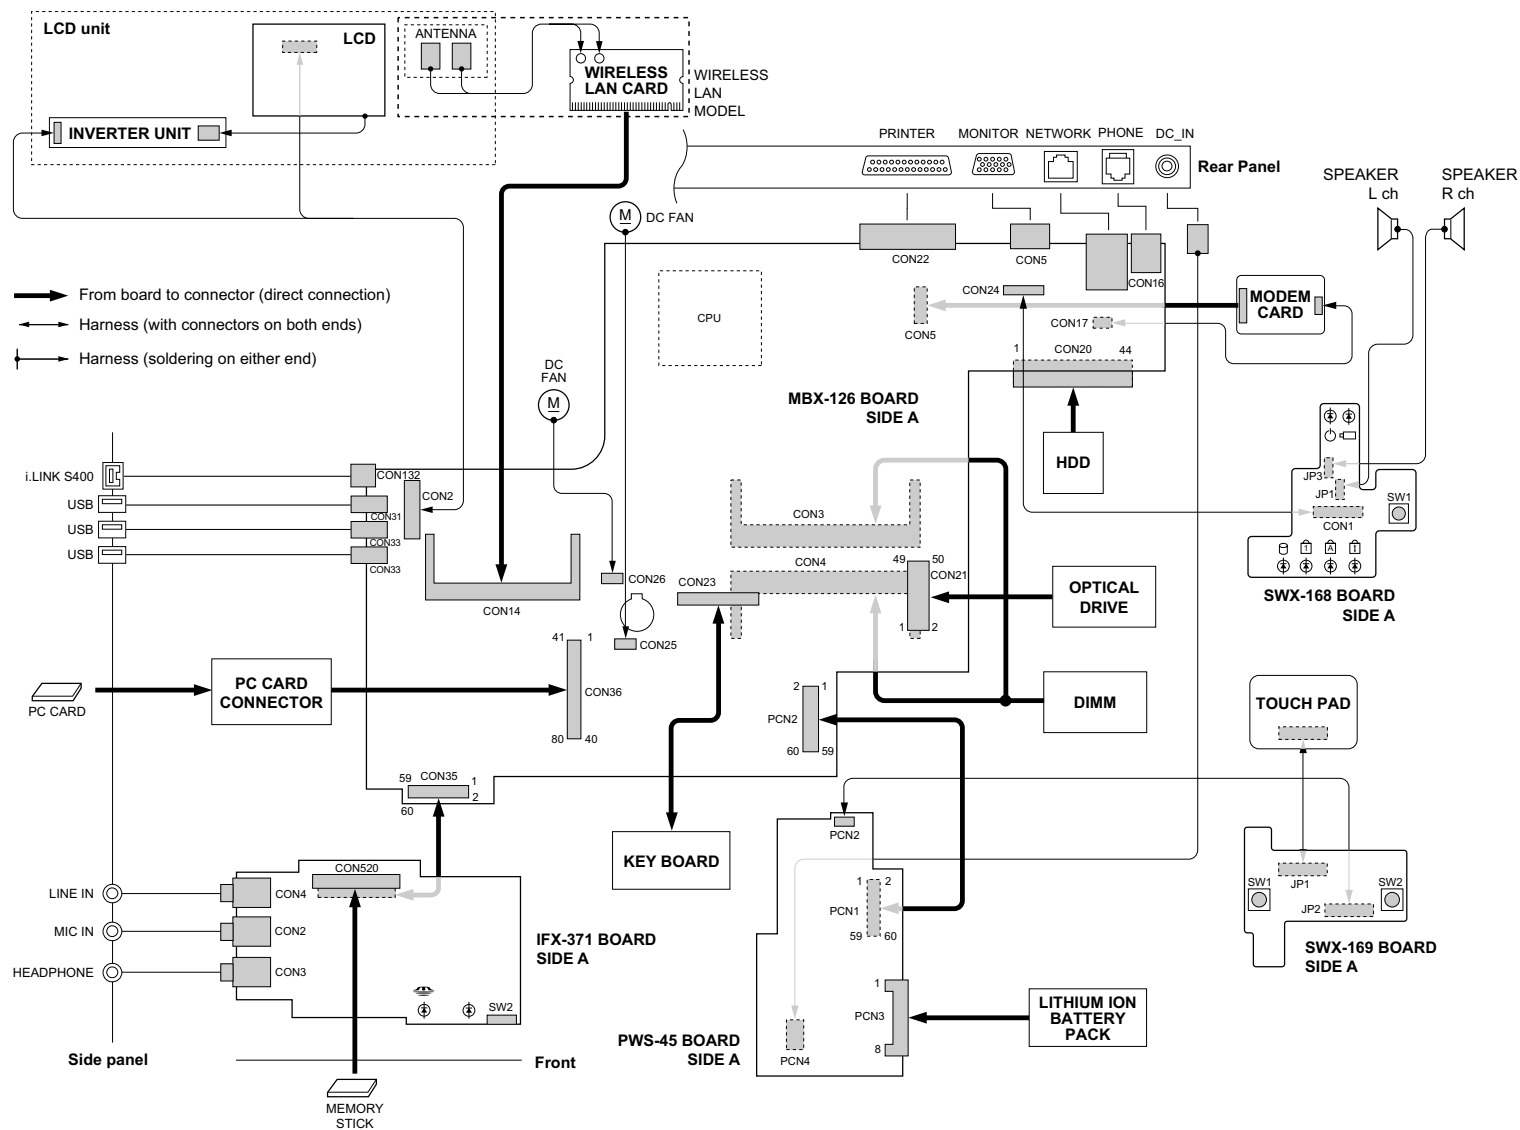 LCD unit
LCD
ANTENNA
WIRELESS
LAN CARD
WIRELESS
LAN
MODEL
INVERTER UNIT
PRINTER
MONITOR
NETWORK
PHONE
DC_IN
Rear Panel
SPEAKER
L ch
SPEAKER
R ch
M
DC FAN
CON22
CON5
CON16
From board to connector (direct connection)
Harness (with connectors on both ends)
Harness (soldering on either end)
CPU
CON24
CON5
CON17
MODEM
CARD
1
CON20
44
DC
FAN
M
MBX-126 BOARD
SIDE A
HDD
i.LINK S400
USB
USB
USB
CON132
CON31
CON33
CON33
CON2
CON14
CON3
CON4
CON26
CON25
CON23
49
50
CON21
1
2
OPTICAL
DRIVE
JP3
JP1
CON1
SW1
1
A
1
SWX-168 BOARD
SIDE A
PC CARD
PC CARD
CONNECTOR
41
1
CON36
80
40
2
1
PCN2
60
59
DIMM
TOUCH PAD
59
CON35
1
2
60
KEY BOARD
PCN2
1
2
PCN1
59
60
1
PCN3
8
PCN4
PWS-45 BOARD
SIDE A
LITHIUM ION
BATTERY
PACK
SW1
JP1
JP2
SW2
SWX-169 BOARD
SIDE A
LINE IN
MIC IN
HEADPHONE
CON4
CON2
CON3
CON520
SW2
IFX-371 BOARD
SIDE A
Side panel
Front
MEMORY
STICK